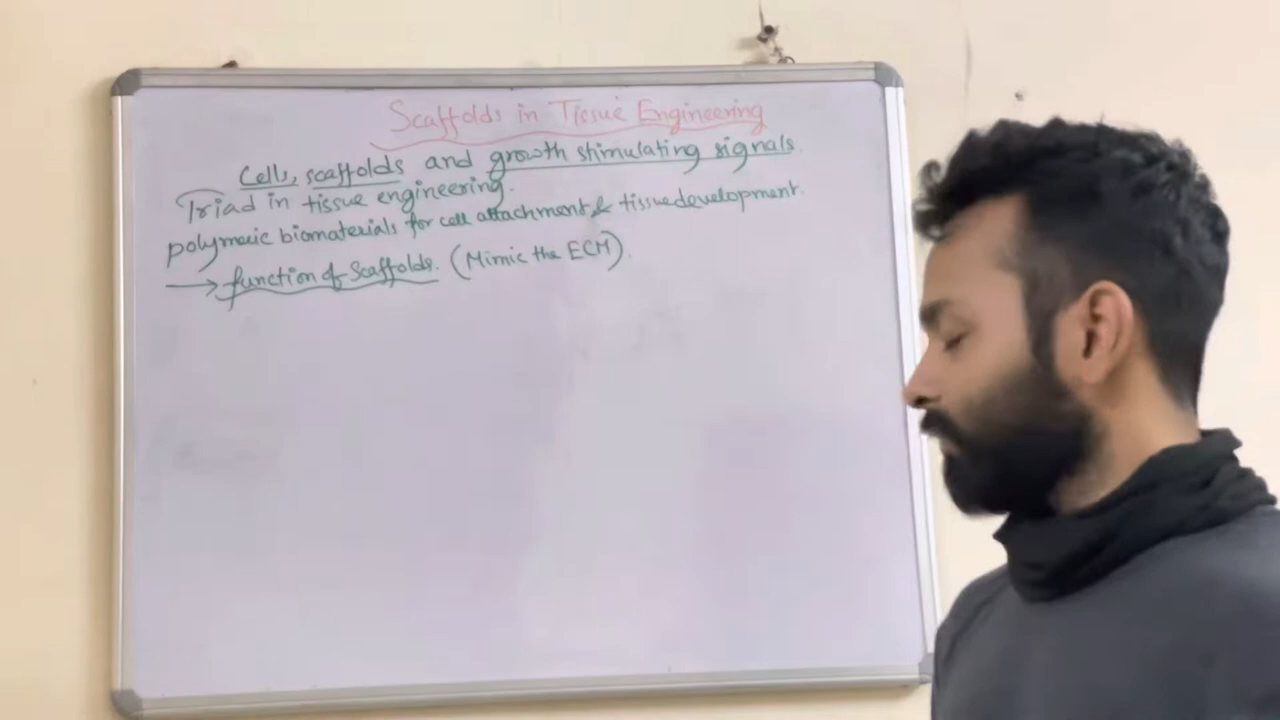 Scaffolds in Tissue Engineering
Cells, scaffolds and growth stimulating signals.
Triad in tissue engineering.
polymeric biomaterials for cell attachment & tissue development.
→ function of Scaffolds. (Mimic the ECM).